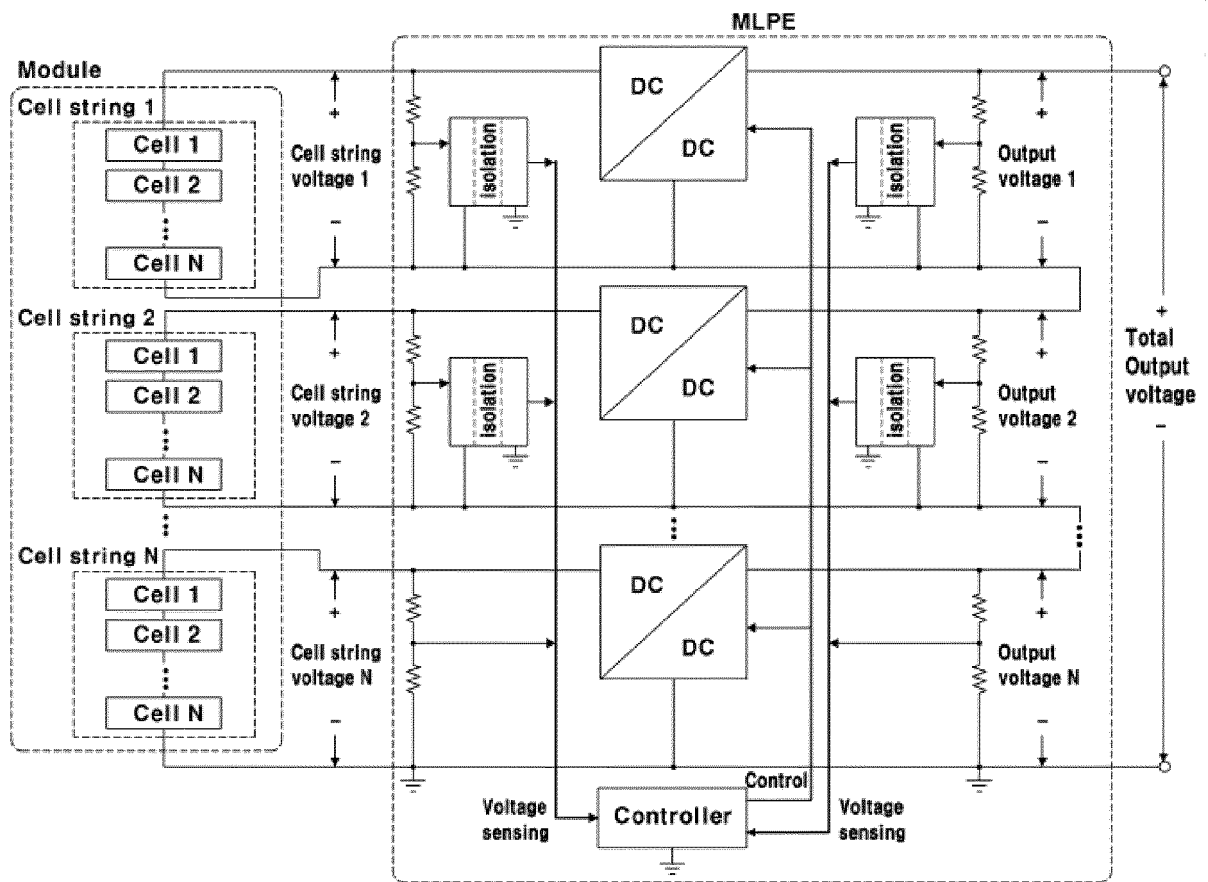 MLPE
Module
Cell string 1
Cell 1
Cell 2
Cell N
Cell string
voltage 1
+
−
isolation
DC
DC
isolation
+
Output
voltage 1
−
Cell string 2
Cell 1
Cell 2
Cell N
+
Cell string
voltage 2
−
isolation
DC
DC
isolation
+
Output
voltage 2
−
+
Total
Output
voltage
−
Cell string N
Cell 1
Cell 2
Cell N
+
Cell string
voltage N
−
DC
DC
+
Output
voltage N
−
Voltage
sensing
Controller
Control
Voltage
sensing